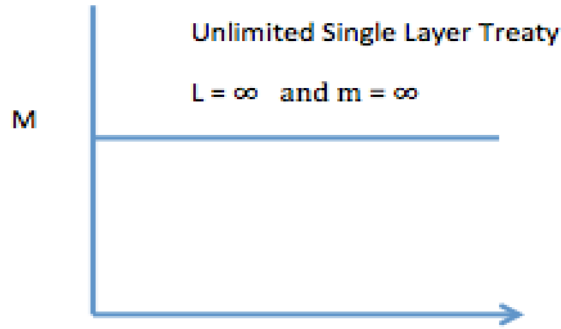 Unlimited Single Layer Treaty
L = ∞ and m = ∞
M